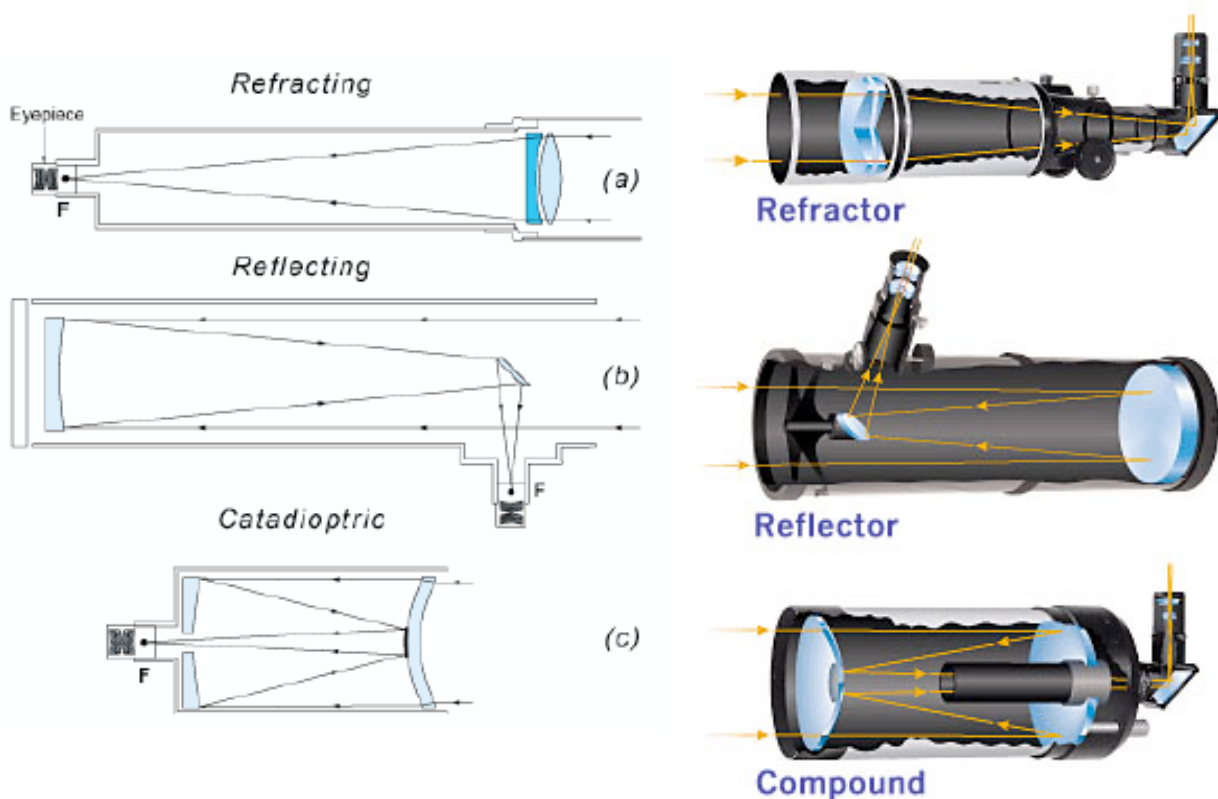 Refracting
Eyepiece
F
(a)
Reflecting
(b)
F
Catadioptric
(c)
F
Refractor
Reflector
Compound